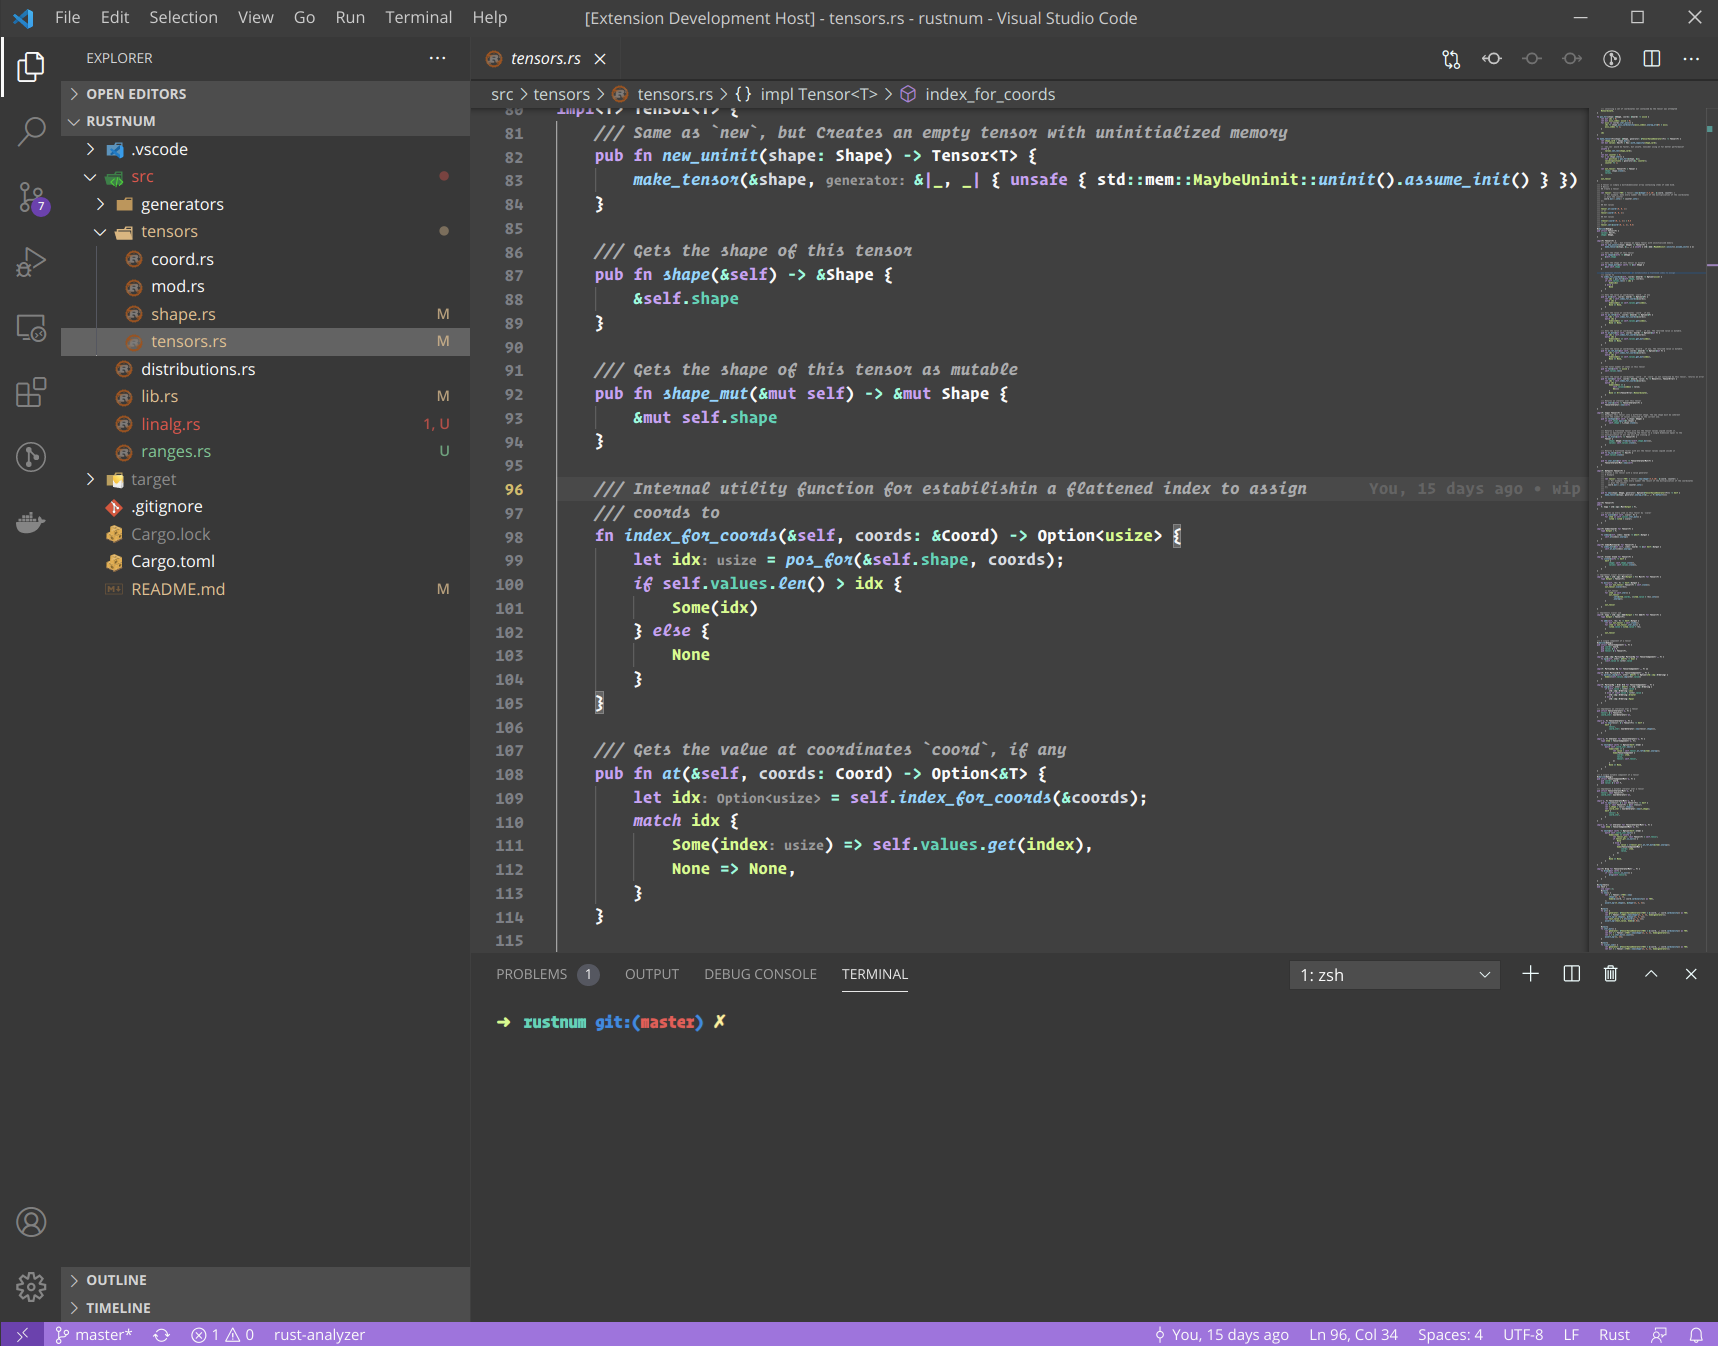 File Edit Selection View Go Run Terminal Help
[Extension Development Host] - tensors.rs - rustnum - Visual Studio Code
EXPLORER
OPEN EDITORS
RUSTNUM
.vscode
src
generators
tensors
coord.rs
mod.rs
shape.rs M
tensors.rs M
distributions.rs
lib.rs M
linalg.rs 1, U
ranges.rs U
target
.gitignore
Cargo.lock
Cargo.toml
README.md M
OUTLINE
TIMELINE
7
tensors.rs
src > tensors > tensors.rs > {} impl Tensor<T> > index_for_coords
80 impl<T> Tensor<T> {
81 /// Same as `new`, but Creates an empty tensor with uninitialized memory
82 pub fn new_uninit(shape: Shape) -> Tensor<T> {
83 make_tensor(&shape, generator: &|_, _| { unsafe { std::mem::MaybeUninit::uninit().assume_init() } })
84 }
85
86 /// Gets the shape of this tensor
87 pub fn shape(&self) -> &Shape {
88 &self.shape
89 }
90
91 /// Gets the shape of this tensor as mutable
92 pub fn shape_mut(&mut self) -> &mut Shape {
93 &mut self.shape
94 }
95
96 /// Internal utility function for estabilishin a flattened index to assign You, 15 days ago • wip
97 /// coords to
98 fn index_for_coords(&self, coords: &Coord) -> Option<usize> {
99 let idx: usize = pos_for(&self.shape, coords);
100 if self.values.len() > idx {
101 Some(idx)
102 } else {
103 None
104 }
105 }
106
107 /// Gets the value at coordinates `coord`, if any
108 pub fn at(&self, coords: Coord) -> Option<&T> {
109 let idx: Option<usize> = self.index_for_coords(&coords);
110 match idx {
111 Some(index: usize) => self.values.get(index),
112 None => None,
113 }
114 }
115
PROBLEMS 1 OUTPUT DEBUG CONSOLE TERMINAL 1: zsh
➜ rustnum git:(master) ✗
master* 1 0 rust-analyzer You, 15 days ago Ln 96, Col 34 Spaces: 4 UTF-8 LF Rust